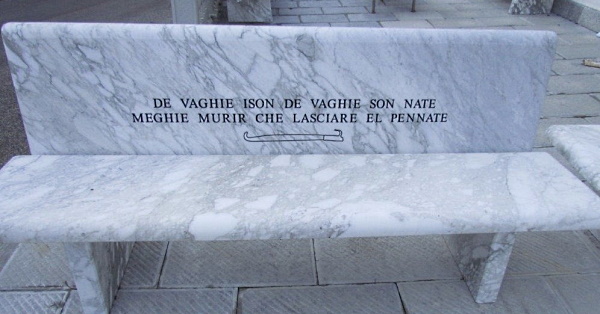 DE VAGHIE ISON DE VAGHIE SON NATE
MEGHIE MURIR CHE LASCIARE EL PENNATE